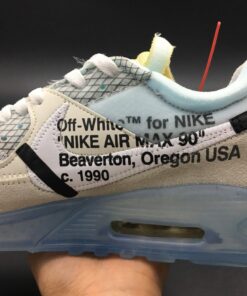 Off-White™ for NIKE
"NIKE AIR MAX 90"
Beaverton, Oregon USA
c. 1990